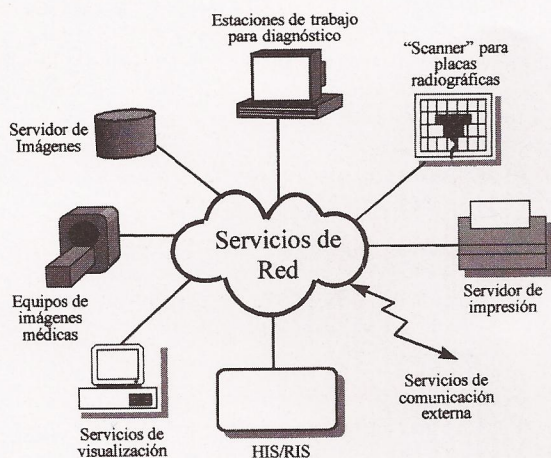 Estaciones de trabajo
para diagnóstico
“Scanner” para
placas
radiográficas
Servidor de
Imágenes
Servicios de
Red
Equipos de
imágenes
médicas
Servidor de
impresión
Servicios de
comunicación
externa
Servicios de
visualización
HIS/RIS